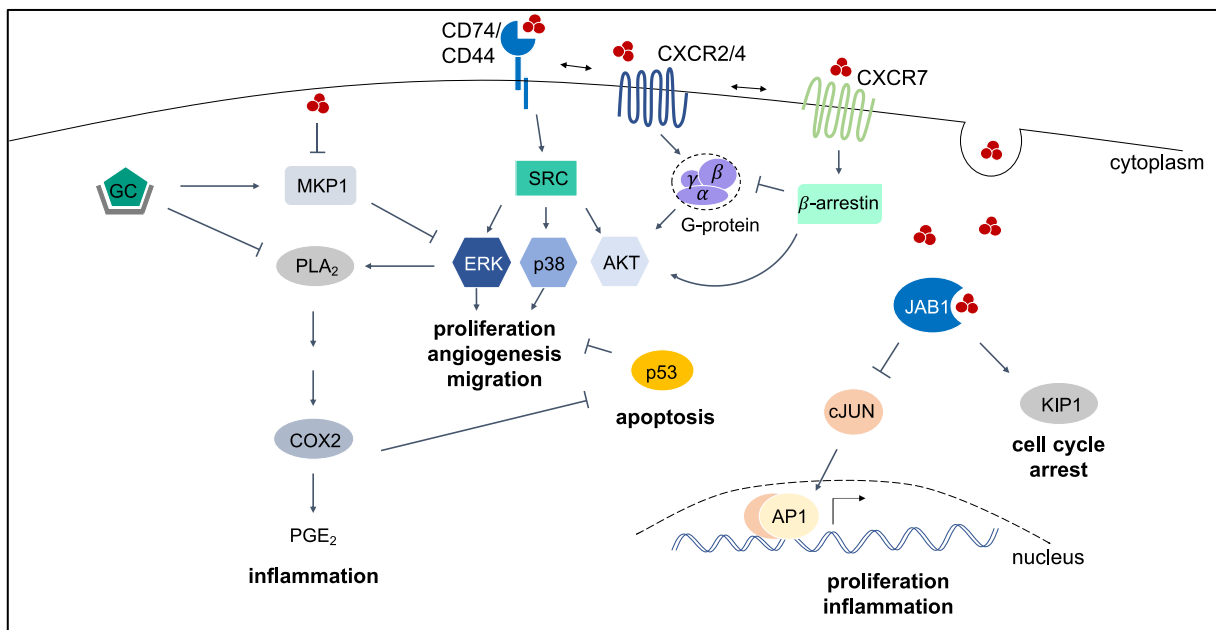 CD74/
CD44
CXCR2/4
CXCR7
cytoplasm
GC
MKP1
SRC
γ
β
α
G-protein
β-arrestin
PLA₂
ERK
p38
AKT
JAB1
proliferation
angiogenesis
migration
p53
apoptosis
cJUN
KIP1
cell cycle
arrest
COX2
AP1
PGE₂
nucleus
inflammation
proliferation
inflammation